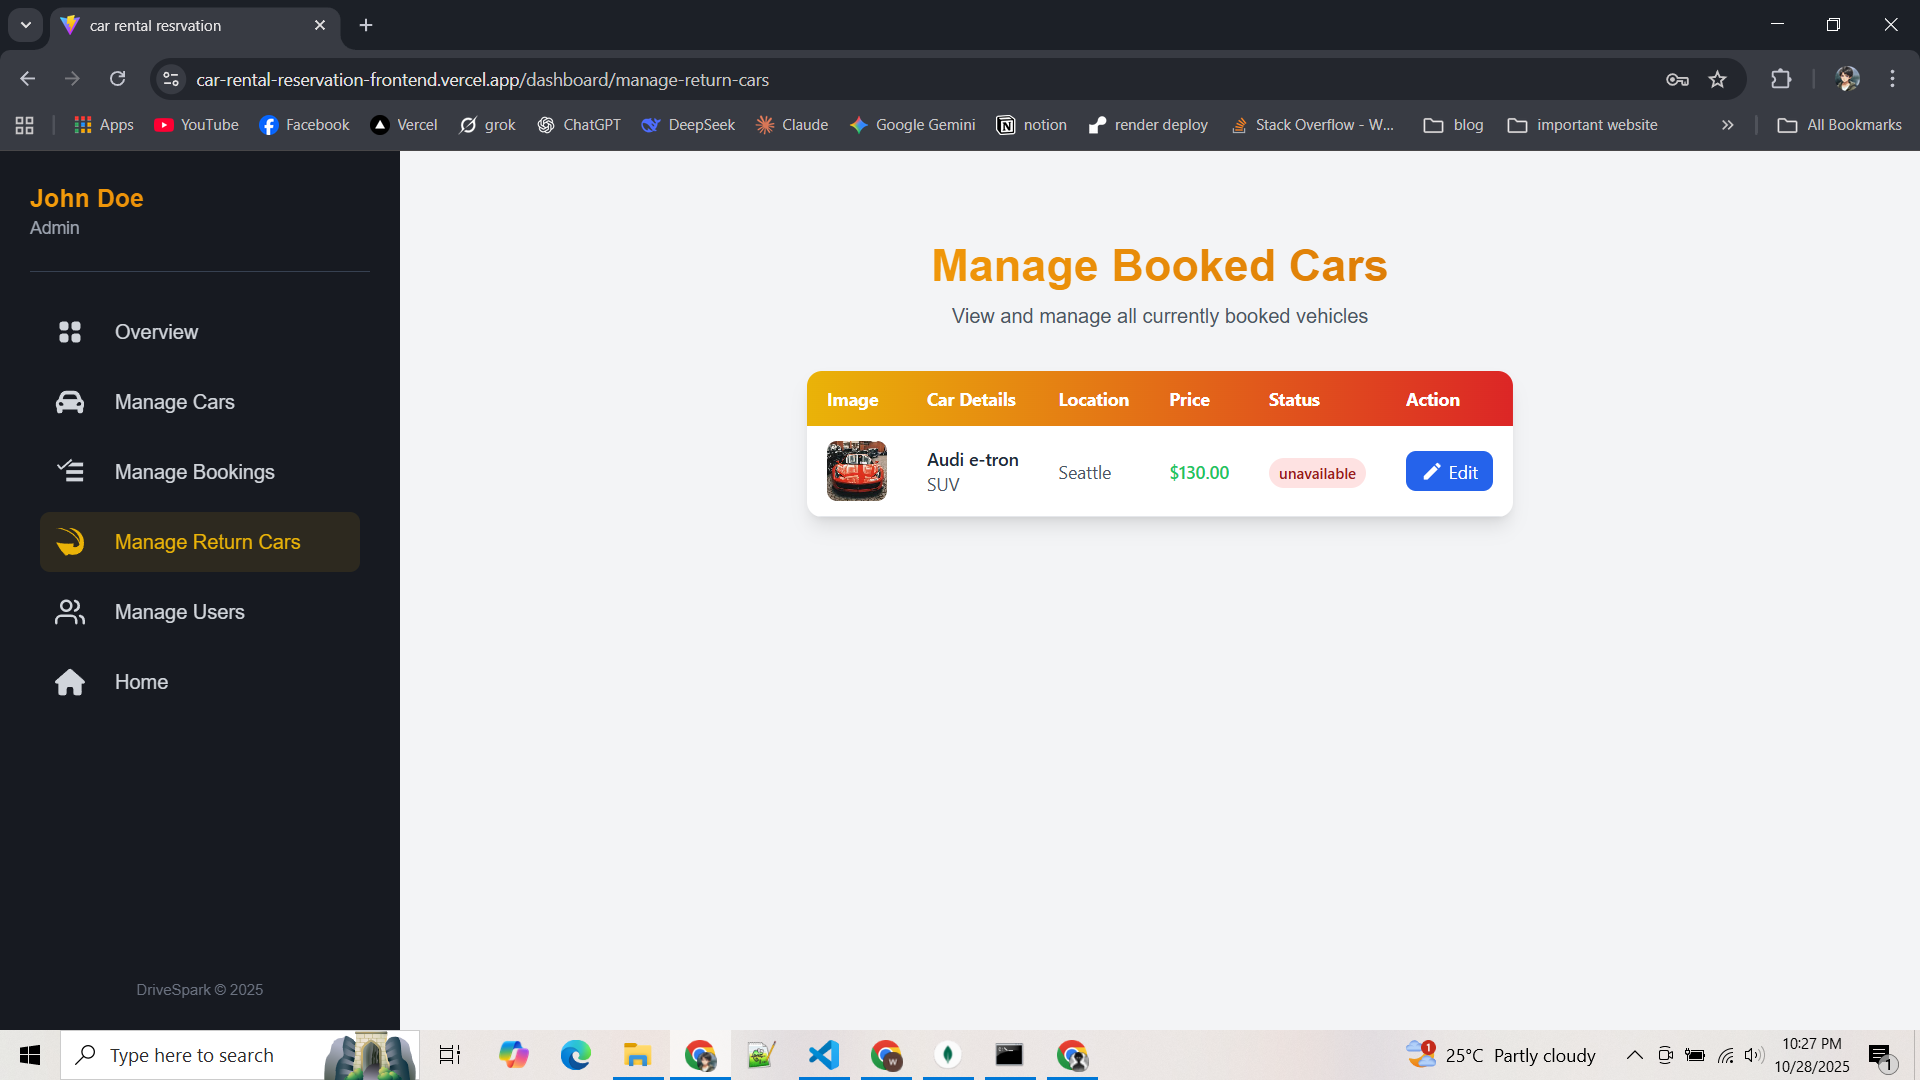 car rental resrvation
car-rental-reservation-frontend.vercel.app/dashboard/manage-return-cars
Apps YouTube Facebook Vercel grok ChatGPT DeepSeek Claude Google Gemini notion render deploy Stack Overflow - W... blog important website » All Bookmarks
John Doe
Admin
Overview
Manage Cars
Manage Bookings
Manage Return Cars
Manage Users
Home
DriveSpark © 2025
Manage Booked Cars
View and manage all currently booked vehicles
Image Car Details Location Price Status Action
Audi e-tron
SUV
Seattle $130.00 unavailable Edit
Type here to search
W
1
25°C Partly cloudy
10:27 PM
10/28/2025
1